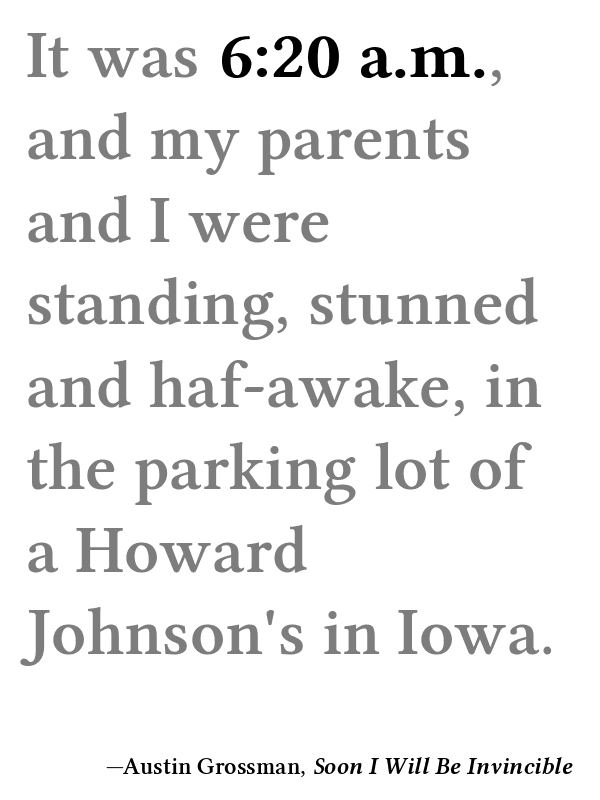 It was 6:20 a.m.,
and my parents
and I were
standing, stunned
and haf-awake, in
the parking lot of
a Howard
Johnson's in Iowa.
—Austin Grossman, Soon I Will Be Invincible